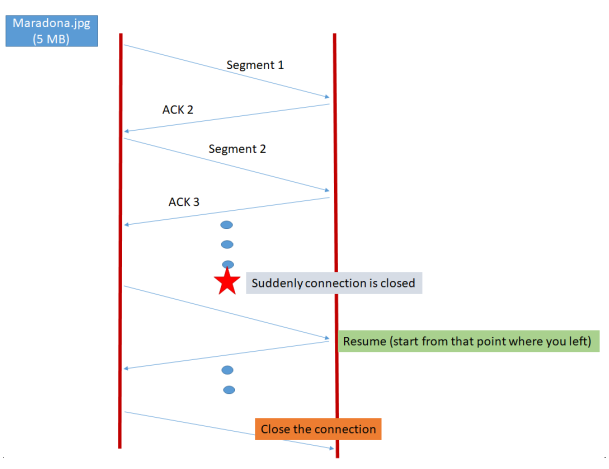 Maradona.jpg
(5 MB)
Segment 1
ACK 2
Segment 2
ACK 3
Suddenly connection is closed
Resume (start from that point where you left)
Close the connection